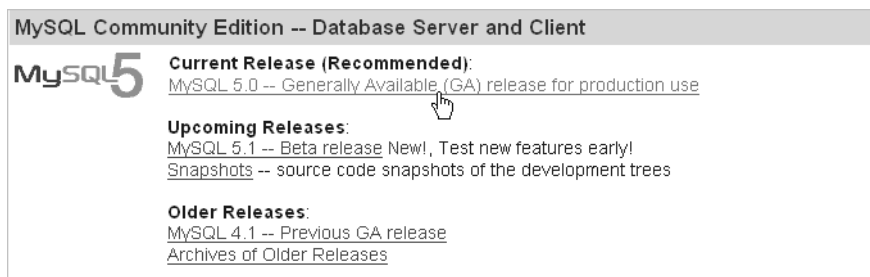 MySQL Community Edition -- Database Server and Client
MySQL 5
Current Release (Recommended):
MySQL 5.0 -- Generally Available (GA) release for production use
Upcoming Releases:
MySQL 5.1 -- Beta release New!, Test new features early!
Snapshots -- source code snapshots of the development trees
Older Releases:
MySQL 4.1 -- Previous GA release
Archives of Older Releases